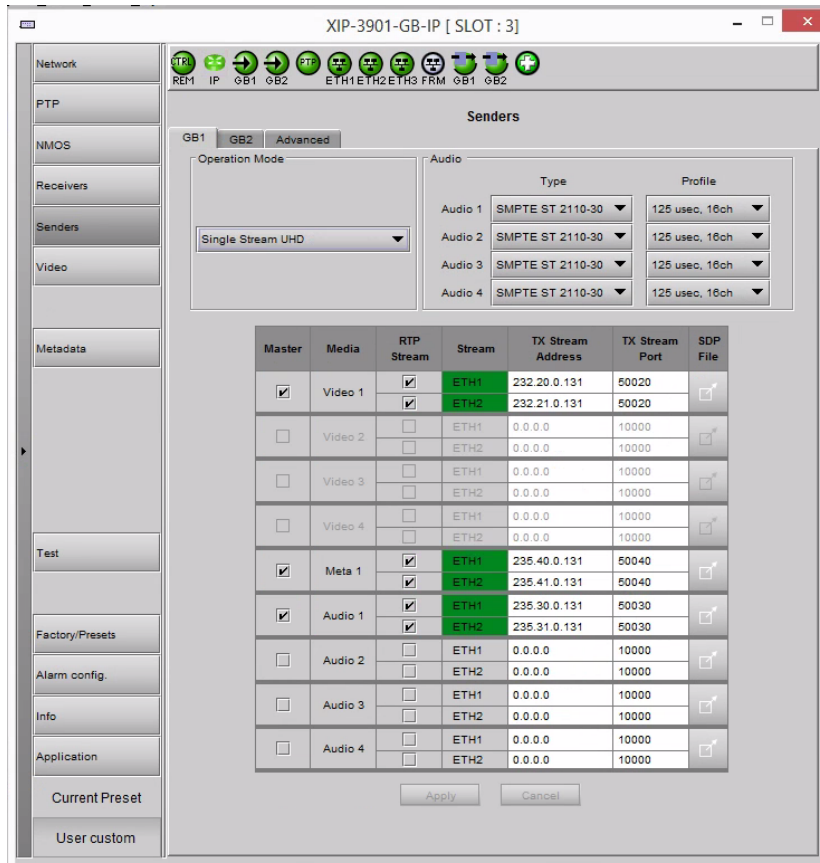 XIP-3901-GB-IP [ SLOT : 3]
Network
PTP
NMOS
Receivers
Senders
Video
Metadata
Test
Factory/Presets
Alarm config.
Info
Application
Current Preset
User custom
CTRL PTP
REM IP GB1 GB2 ETH1 ETH2 ETH3 FRM GB1 GB2
Senders
GB1 GB2 Advanced
Operation Mode
Single Stream UHD
Audio
Type Profile
Audio 1 SMPTE ST 2110-30 125 usec, 16ch
Audio 2 SMPTE ST 2110-30 125 usec, 16ch
Audio 3 SMPTE ST 2110-30 125 usec, 16ch
Audio 4 SMPTE ST 2110-30 125 usec, 16ch
Master Media RTP Stream Stream TX Stream Address TX Stream Port SDP File
Video 1 ETH1 232.20.0.131 50020
ETH2 232.21.0.131 50020
Video 2 ETH1 0.0.0.0 10000
ETH2 0.0.0.0 10000
Video 3 ETH1 0.0.0.0 10000
ETH2 0.0.0.0 10000
Video 4 ETH1 0.0.0.0 10000
ETH2 0.0.0.0 10000
Meta 1 ETH1 235.40.0.131 50040
ETH2 235.41.0.131 50040
Audio 1 ETH1 235.30.0.131 50030
ETH2 235.31.0.131 50030
Audio 2 ETH1 0.0.0.0 10000
ETH2 0.0.0.0 10000
Audio 3 ETH1 0.0.0.0 10000
ETH2 0.0.0.0 10000
Audio 4 ETH1 0.0.0.0 10000
ETH2 0.0.0.0 10000
Apply Cancel